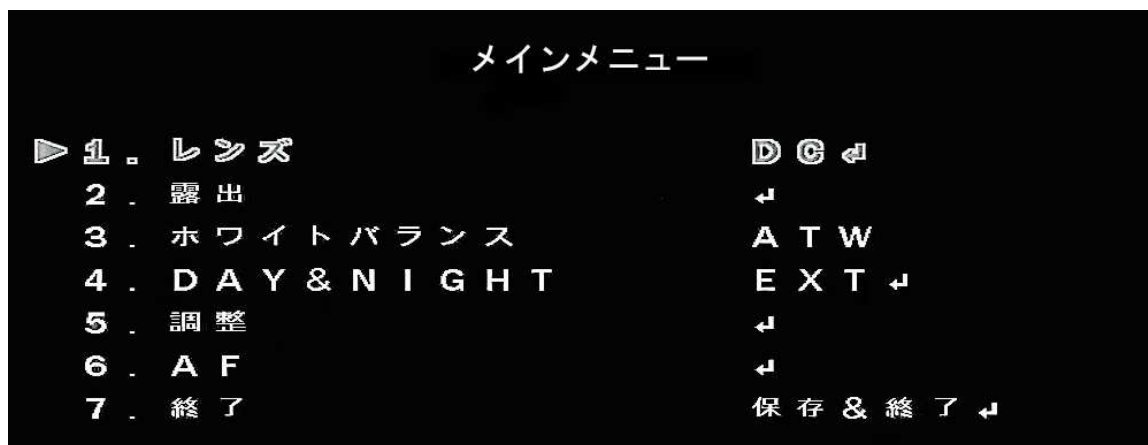 メインメニュー
▷1. レンズ DC↵
2. 露出 ↵
3. ホワイトバランス ATW
4. DAY&NIGHT EXT↵
5. 調整 ↵
6. AF ↵
7. 終了 保存&終了↵